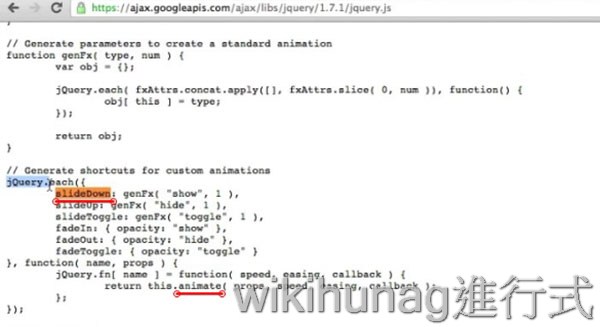 https://ajax.googleapis.com/ajax/libs/jquery/1.7.1/jquery.js
}
// Generate parameters to create a standard animation
function genFx( type, num ) {
var obj = {};
jQuery.each( fxAttrs.concat.apply([], fxAttrs.slice( 0, num )), function() {
obj[ this ] = type;
});
return obj;
}
// Generate shortcuts for custom animations
jQuery.each({
slideDown: genFx( "show", 1 ),
slideUp: genFx( "hide", 1 ),
slideToggle: genFx( "toggle", 1 ),
fadeIn: { opacity: "show" },
fadeOut: { opacity: "hide" },
fadeToggle: { opacity: "toggle" }
}, function( name, props ) {
jQuery.fn[ name ] = function( speed, easing, callback ) {
return this.animate( props, speed, easing, callback );
};
});
wikihunag進行式